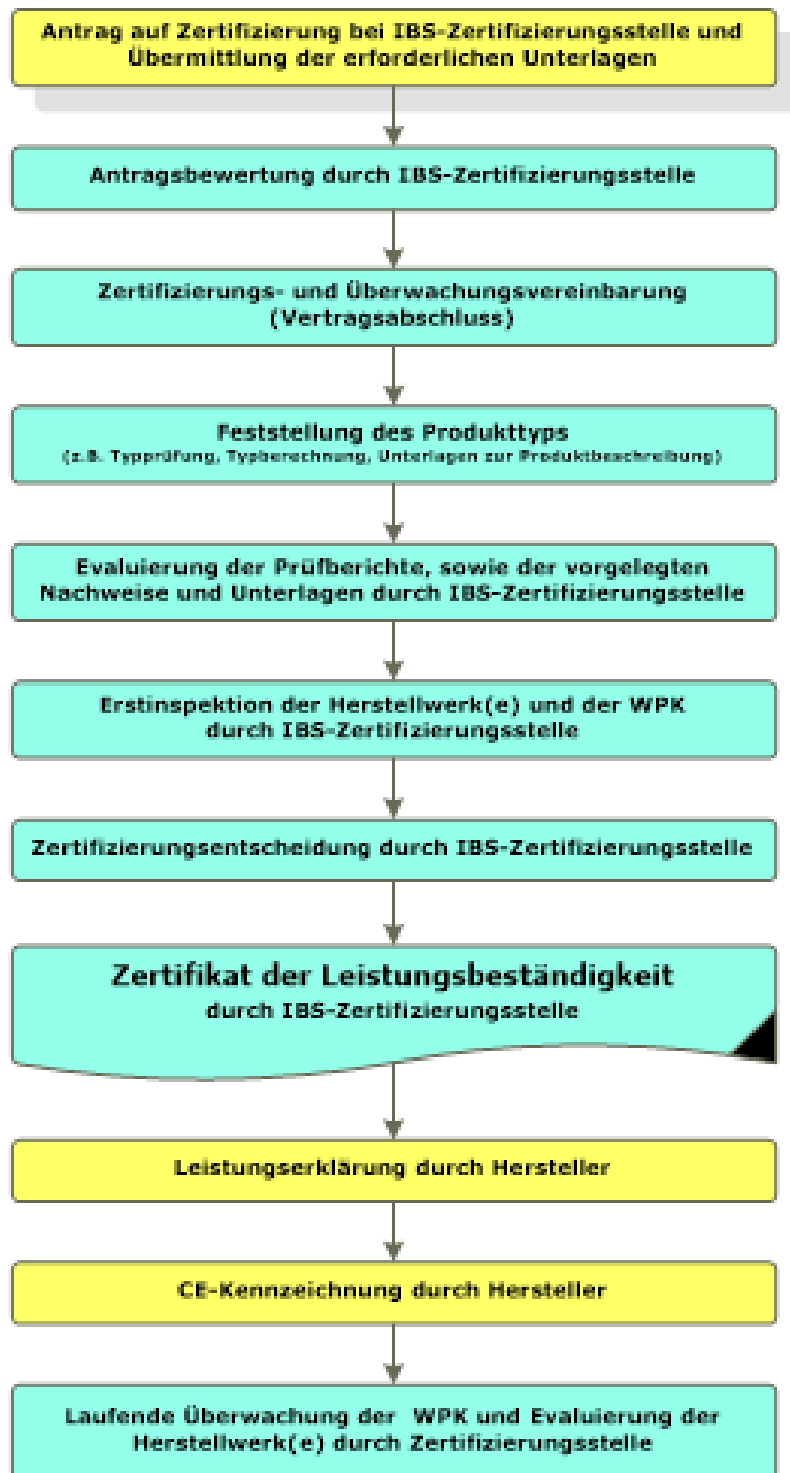 Antrag auf Zertifizierung bei IBS-Zertifizierungsstelle und
Übermittlung der erforderlichen Unterlagen
Antragsbewertung durch IBS-Zertifizierungsstelle
Zertifizierungs- und Überwachungsvereinbarung
(Vertragsabschluss)
Feststellung des Produkttyps
(z.B. Typprüfung, Typberechnung, Unterlagen zur Produktbeschreibung)
Evaluierung der Prüfberichte, sowie der vorgelegten
Nachweise und Unterlagen durch IBS-Zertifizierungsstelle
Erstinspektion der Herstellwerk(e) und der WPK
durch IBS-Zertifizierungsstelle
Zertifizierungsentscheidung durch IBS-Zertifizierungsstelle
Zertifikat der Leistungsbeständigkeit
durch IBS-Zertifizierungsstelle
Leistungserklärung durch Hersteller
CE-Kennzeichnung durch Hersteller
Laufende Überwachung der WPK und Evaluierung der
Herstellwerk(e) durch Zertifizierungsstelle